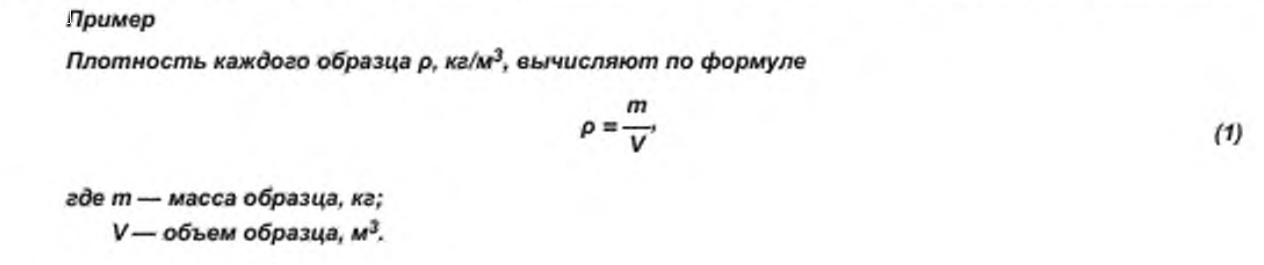 Пример
Плотность каждого образца ρ, кг/м³, вычисляют по формуле
ρ = m/V, (1)
где m — масса образца, кг;
V — объем образца, м³.